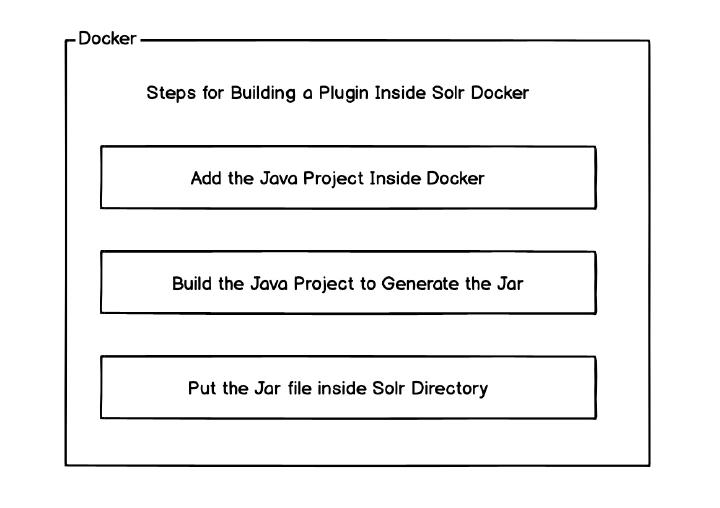 Docker
Steps for Building a Plugin Inside Solr Docker
Add the Java Project Inside Docker
Build the Java Project to Generate the Jar
Put the Jar file inside Solr Directory